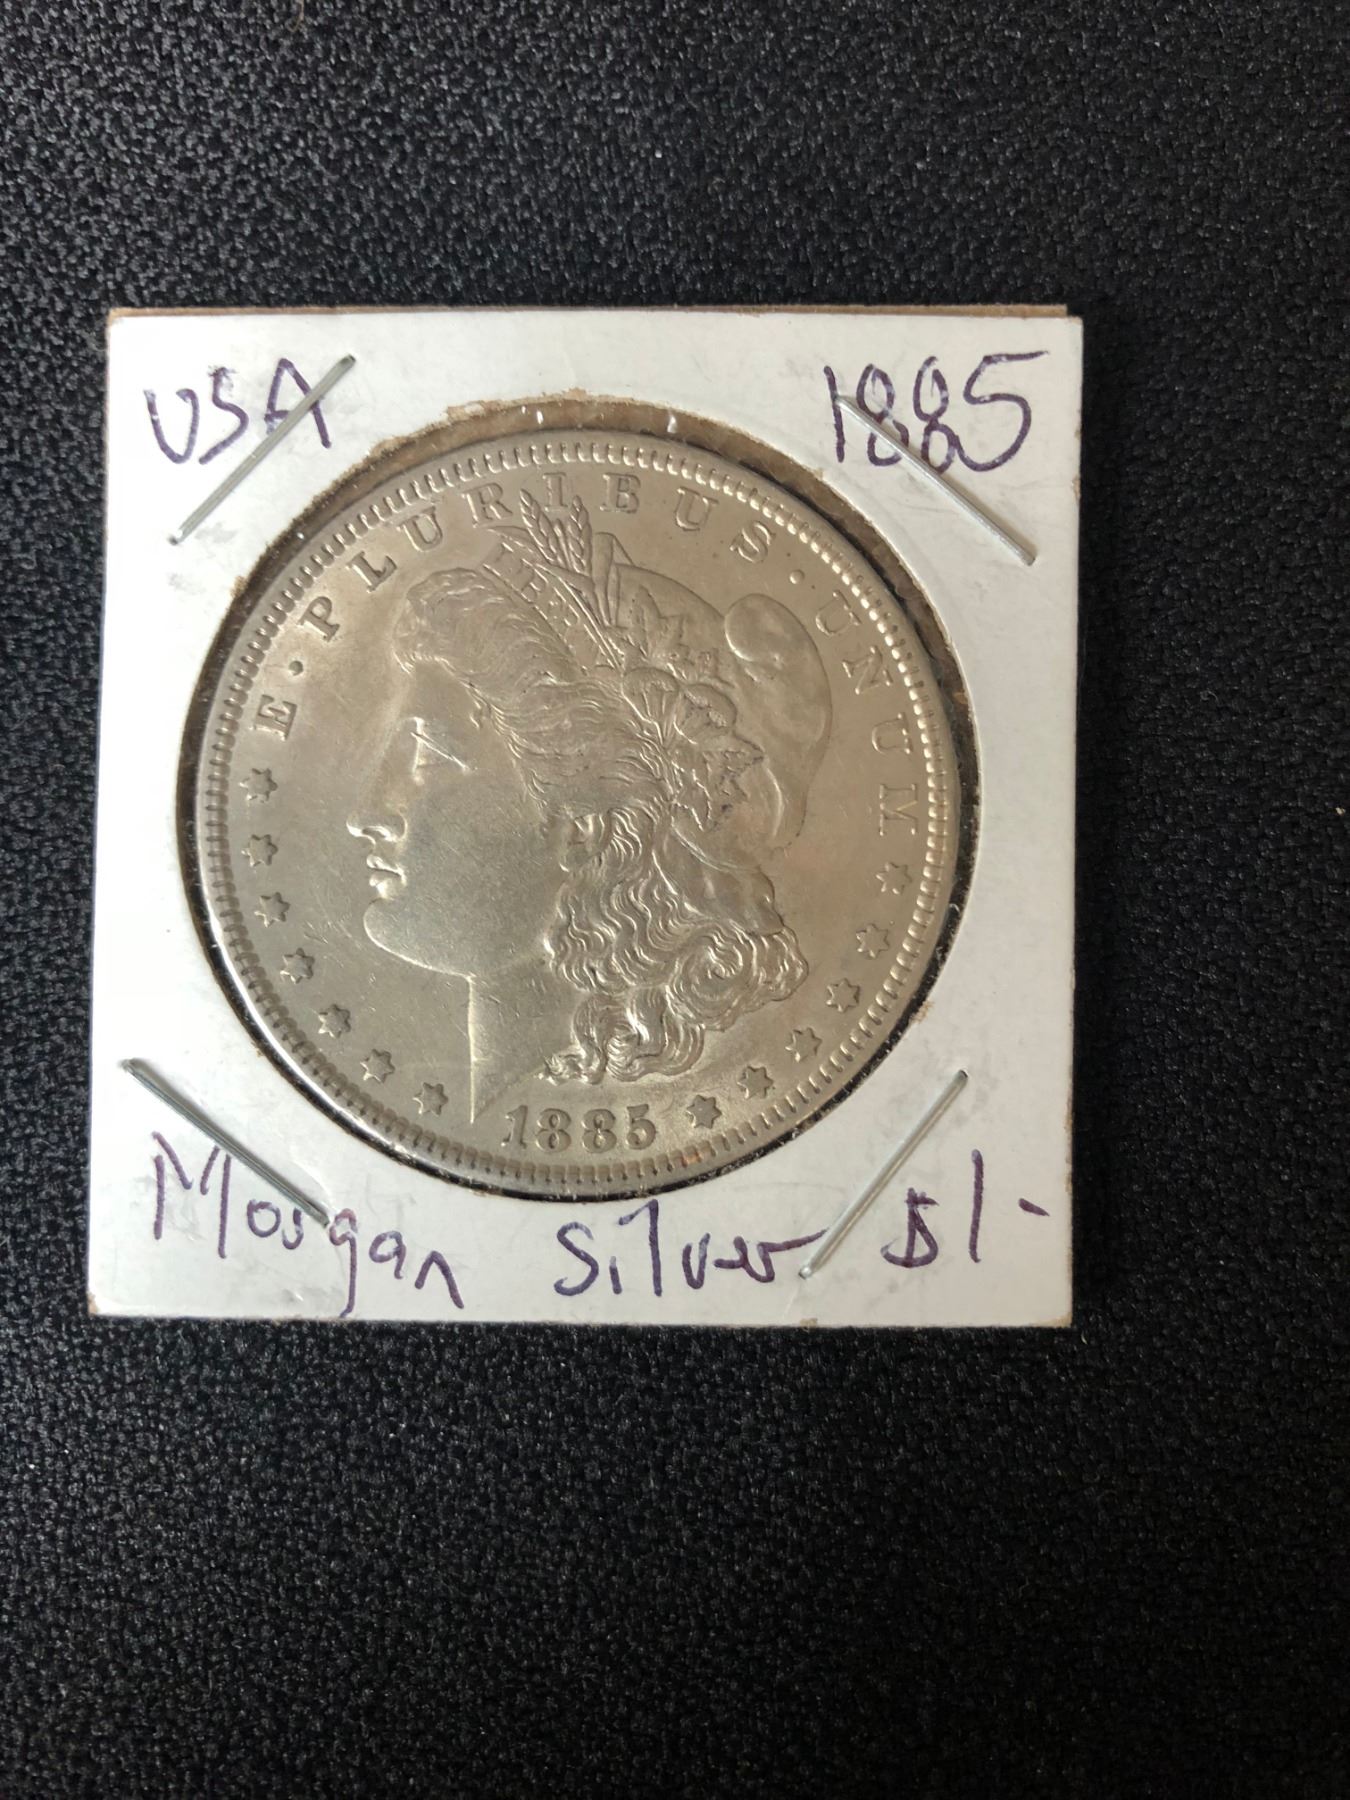 USA 1885
E · PLURIBUS · UNUM
LIBERTY
1885
Morgan Silver $1-